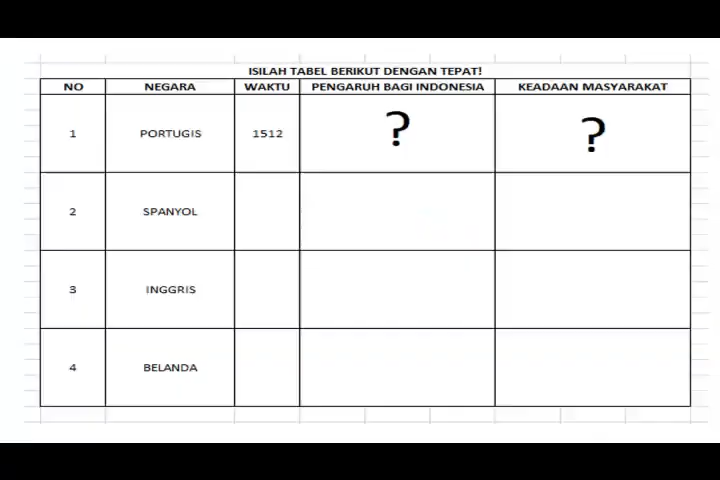 ISILAH TABEL BERIKUT DENGAN TEPAT!
NO NEGARA WAKTU PENGARUH BAGI INDONESIA KEADAAN MASYARAKAT
1 PORTUGIS 1512 ? ?
2 SPANYOL
3 INGGRIS
4 BELANDA